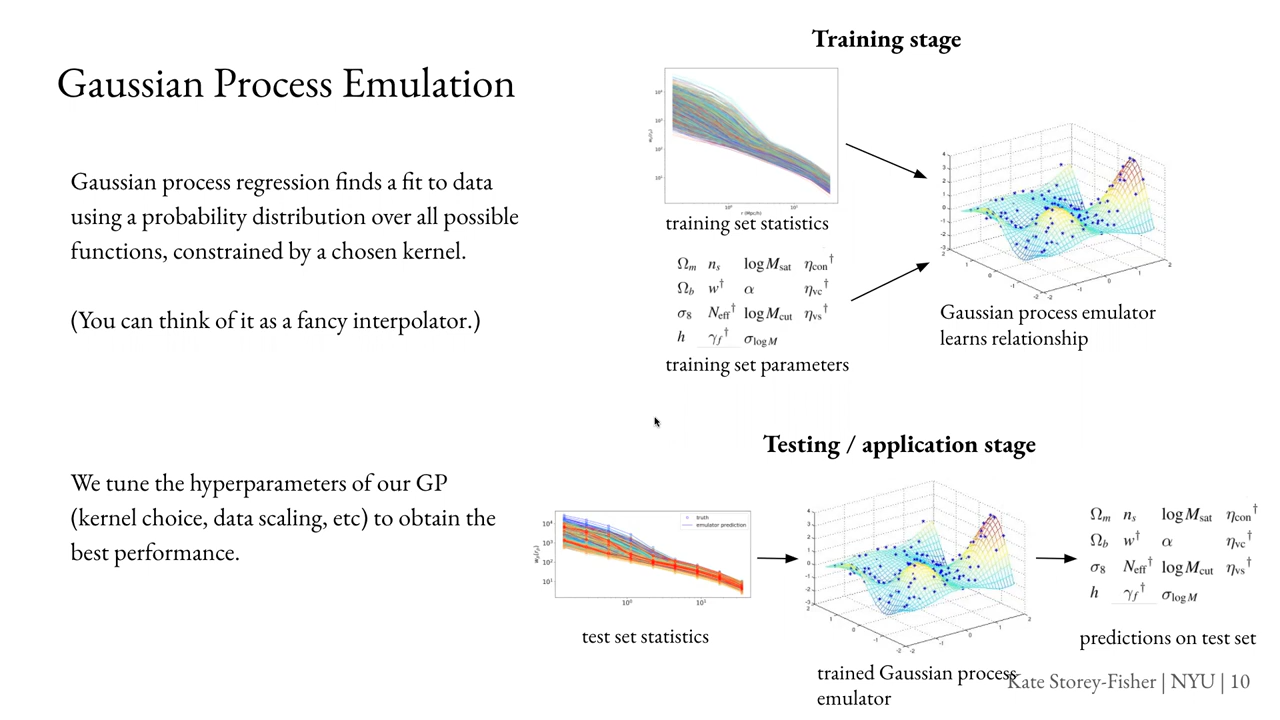 Gaussian Process Emulation
Gaussian process regression finds a fit to data
using a probability distribution over all possible
functions, constrained by a chosen kernel.
(You can think of it as a fancy interpolator.)
We tune the hyperparameters of our GP
(kernel choice, data scaling, etc) to obtain the
best performance.
Training stage
training set statistics
Ωm ns log Msat ηcon†
Ωb w† α ηvc†
σ8 Neff† log Mcut ηvs†
h γf† σlog M
training set parameters
Gaussian process emulator
learns relationship
Testing / application stage
truth
emulator prediction
test set statistics
trained Gaussian process
emulator
Ωm ns log Msat ηcon†
Ωb w† α ηvc†
σ8 Neff† log Mcut ηvs†
h γf† σlog M
predictions on test set
Kate Storey-Fisher | NYU | 10